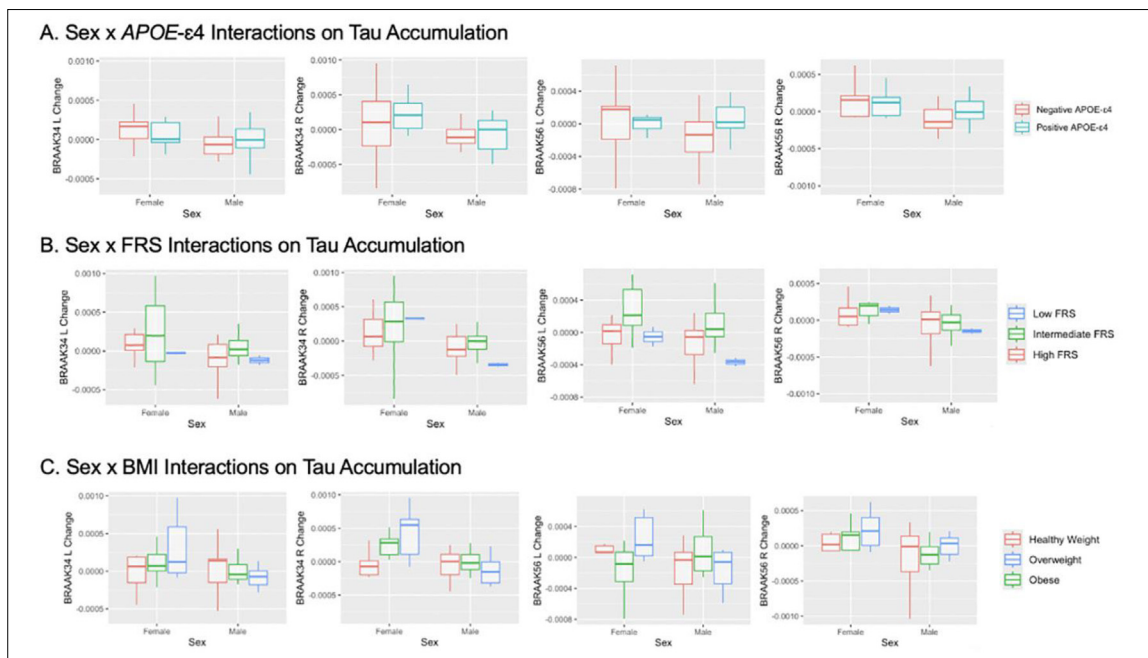 A. Sex x APOE-ε4 Interactions on Tau Accumulation
BRAAK34 L Change
0.0010
0.0005
0.0000
-0.0005
Female
Male
Sex
BRAAK34 R Change
0.0010
0.0005
0.0000
-0.0005
Female
Male
Sex
BRAAK56 L Change
0.0004
0.0000
-0.0004
-0.0008
Female
Male
Sex
BRAAK56 R Change
0.0005
0.0000
-0.0005
-0.0010
Female
Male
Sex
Negative APOE-ε4
Positive APOE-ε4
B. Sex x FRS Interactions on Tau Accumulation
BRAAK34 L Change
0.0010
0.0005
0.0000
-0.0005
Female
Male
Sex
BRAAK34 R Change
0.0010
0.0005
0.0000
-0.0005
Female
Male
Sex
BRAAK56 L Change
0.0004
0.0000
-0.0004
-0.0008
Female
Male
Sex
BRAAK56 R Change
0.0005
0.0000
-0.0005
-0.0010
Female
Male
Sex
Low FRS
Intermediate FRS
High FRS
C. Sex x BMI Interactions on Tau Accumulation
BRAAK34 L Change
0.0010
0.0005
0.0000
-0.0005
Female
Male
Sex
BRAAK34 R Change
0.0010
0.0005
0.0000
-0.0005
Female
Male
Sex
BRAAK56 L Change
0.0004
0.0000
-0.0004
-0.0008
Female
Male
Sex
BRAAK56 R Change
0.0005
0.0000
-0.0005
-0.0010
Female
Male
Sex
Healthy Weight
Overweight
Obese